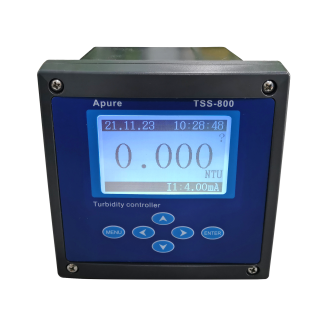 Apure TSS-800
21.11.23 10:28:48
?
0.000
NTU
I1:4.00mA
Turbidity controller
MENU ENTER